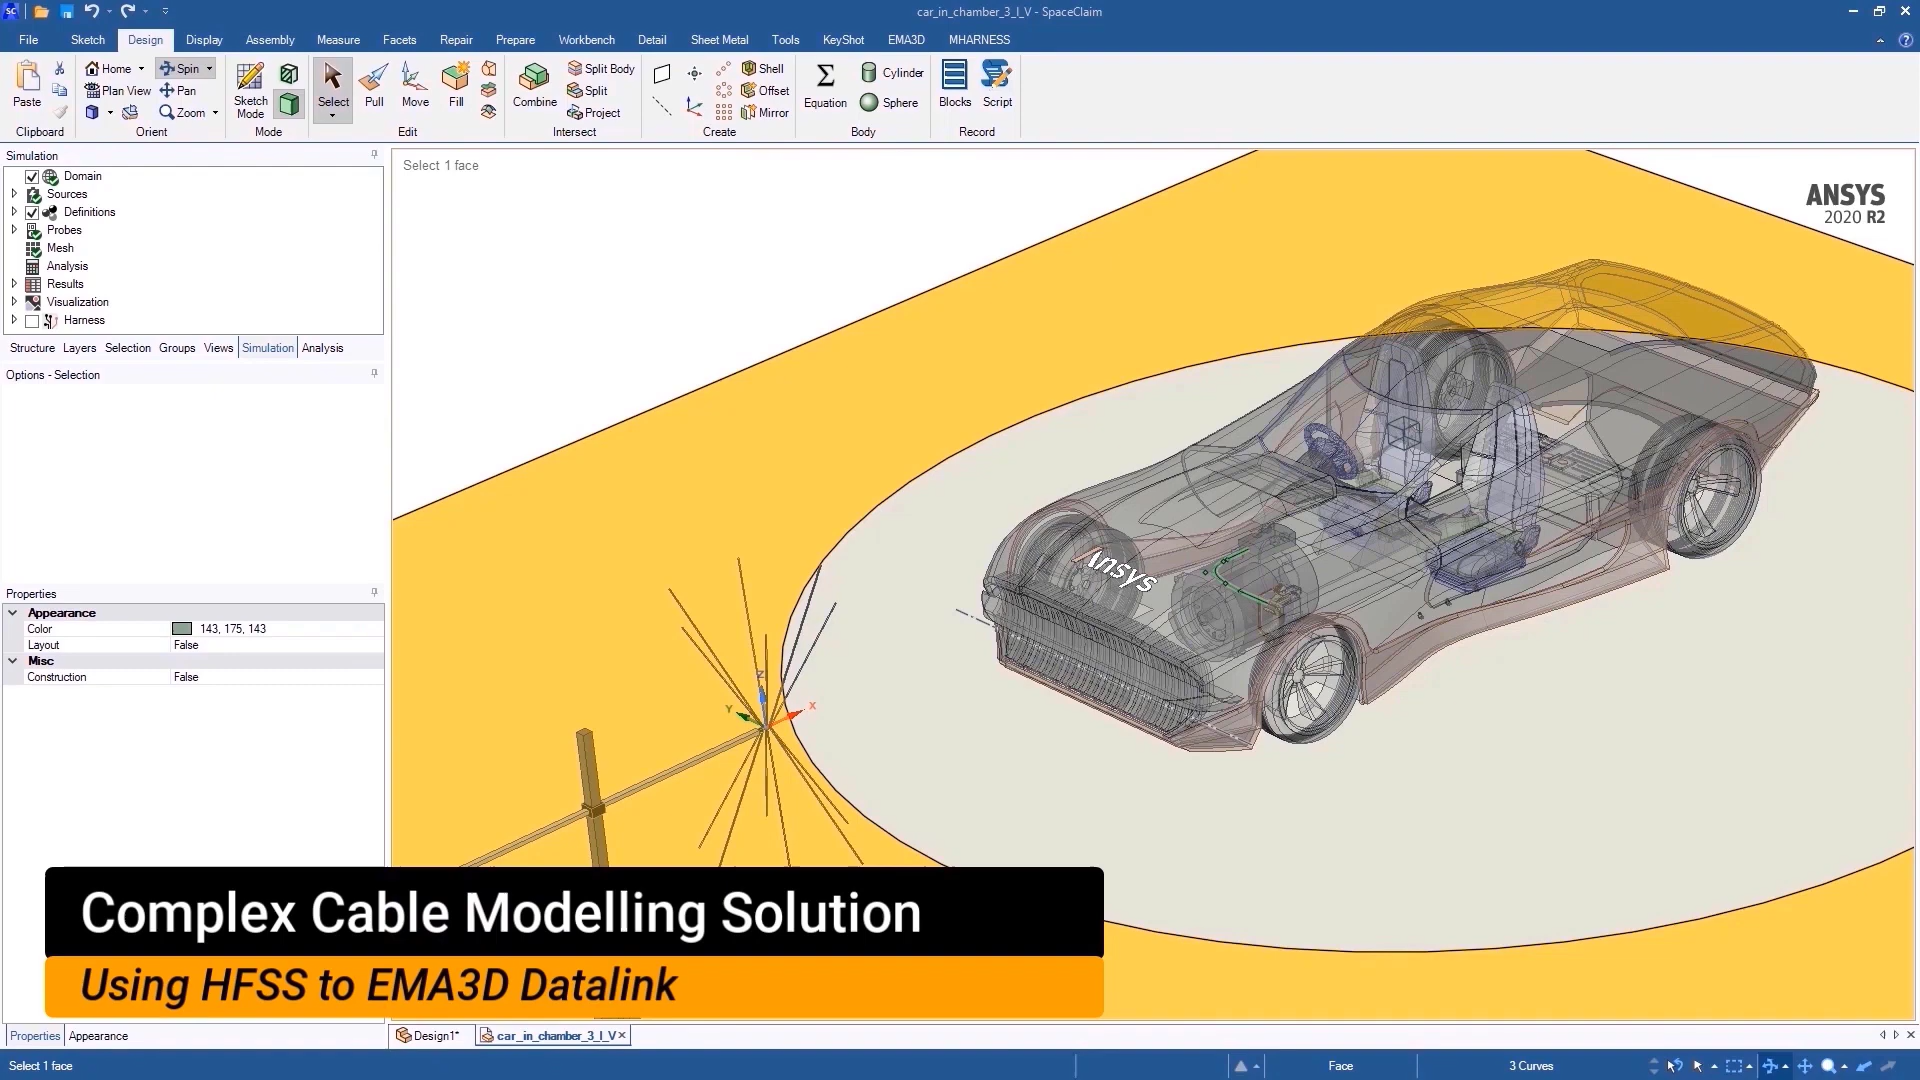 car_in_chamber_3_I_V - SpaceClaim
File Sketch Design Display Assembly Measure Facets Repair Prepare Workbench Detail Sheet Metal Tools KeyShot EMA3D MHARNESS
Paste
Clipboard
Home Spin
Plan View Pan
Zoom
Orient
Sketch Mode
Mode
Select Pull Move Fill
Edit
Combine
Split Body
Split
Project
Intersect
Shell
Offset
Mirror
Create
Equation
Cylinder
Sphere
Body
Blocks Script
Record
Simulation
Domain
Sources
Definitions
Probes
Mesh
Analysis
Results
Visualization
Harness
Structure Layers Selection Groups Views Simulation Analysis
Options - Selection
Properties
Appearance
Color 143, 175, 143
Layout False
Misc
Construction False
Properties Appearance
Select 1 face
ANSYS
2020 R2
Ansys
Z
Y
X
Complex Cable Modelling Solution
Using HFSS to EMA3D Datalink
Design1*
car_in_chamber_3_I_V
Select 1 face
Face
3 Curves